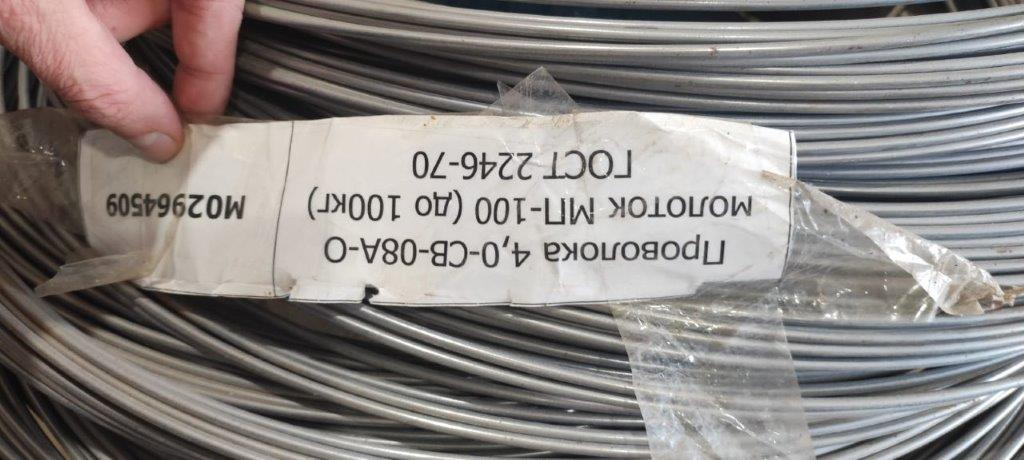 Проволока 4,0-СВ-08А-О
молоток МП-100 (до 100кг)
ГОСТ 2246-70
М02964509